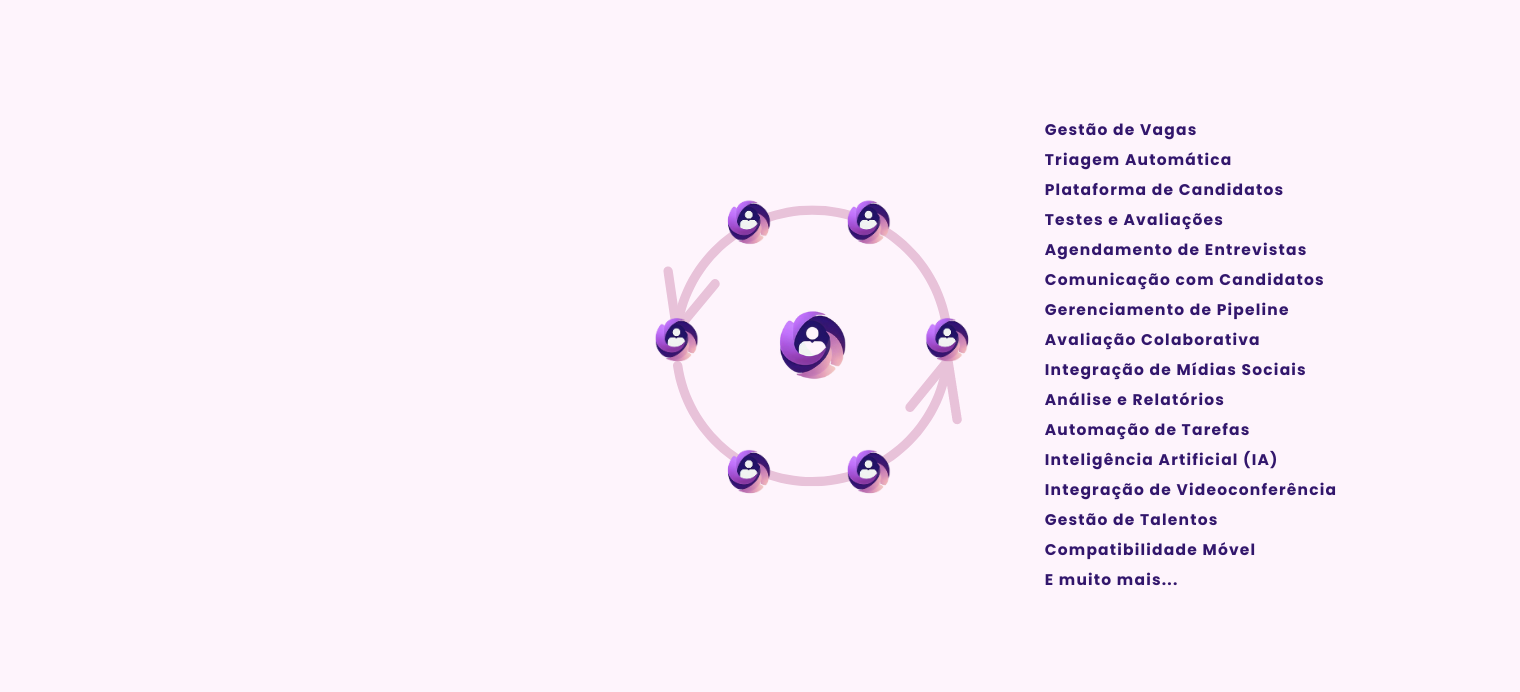 Gestão de Vagas
Triagem Automática
Plataforma de Candidatos
Testes e Avaliações
Agendamento de Entrevistas
Comunicação com Candidatos
Gerenciamento de Pipeline
Avaliação Colaborativa
Integração de Mídias Sociais
Análise e Relatórios
Automação de Tarefas
Inteligência Artificial (IA)
Integração de Videoconferência
Gestão de Talentos
Compatibilidade Móvel
E muito mais...